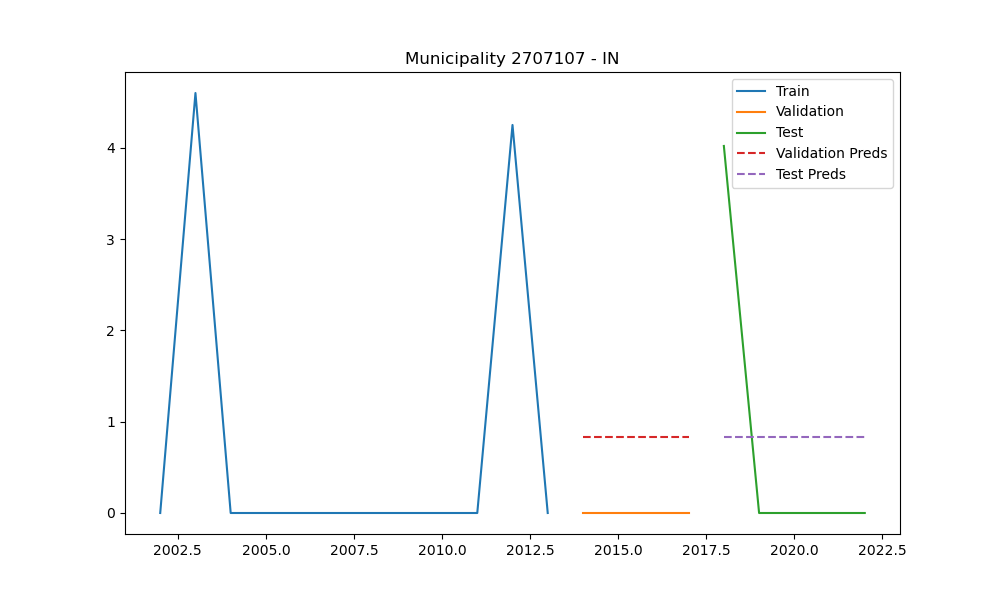 Municipality 2707107 - IN
Train
Validation
Test
Validation Preds
Test Preds
4
3
2
1
0
2002.5 2005.0 2007.5 2010.0 2012.5 2015.0 2017.5 2020.0 2022.5